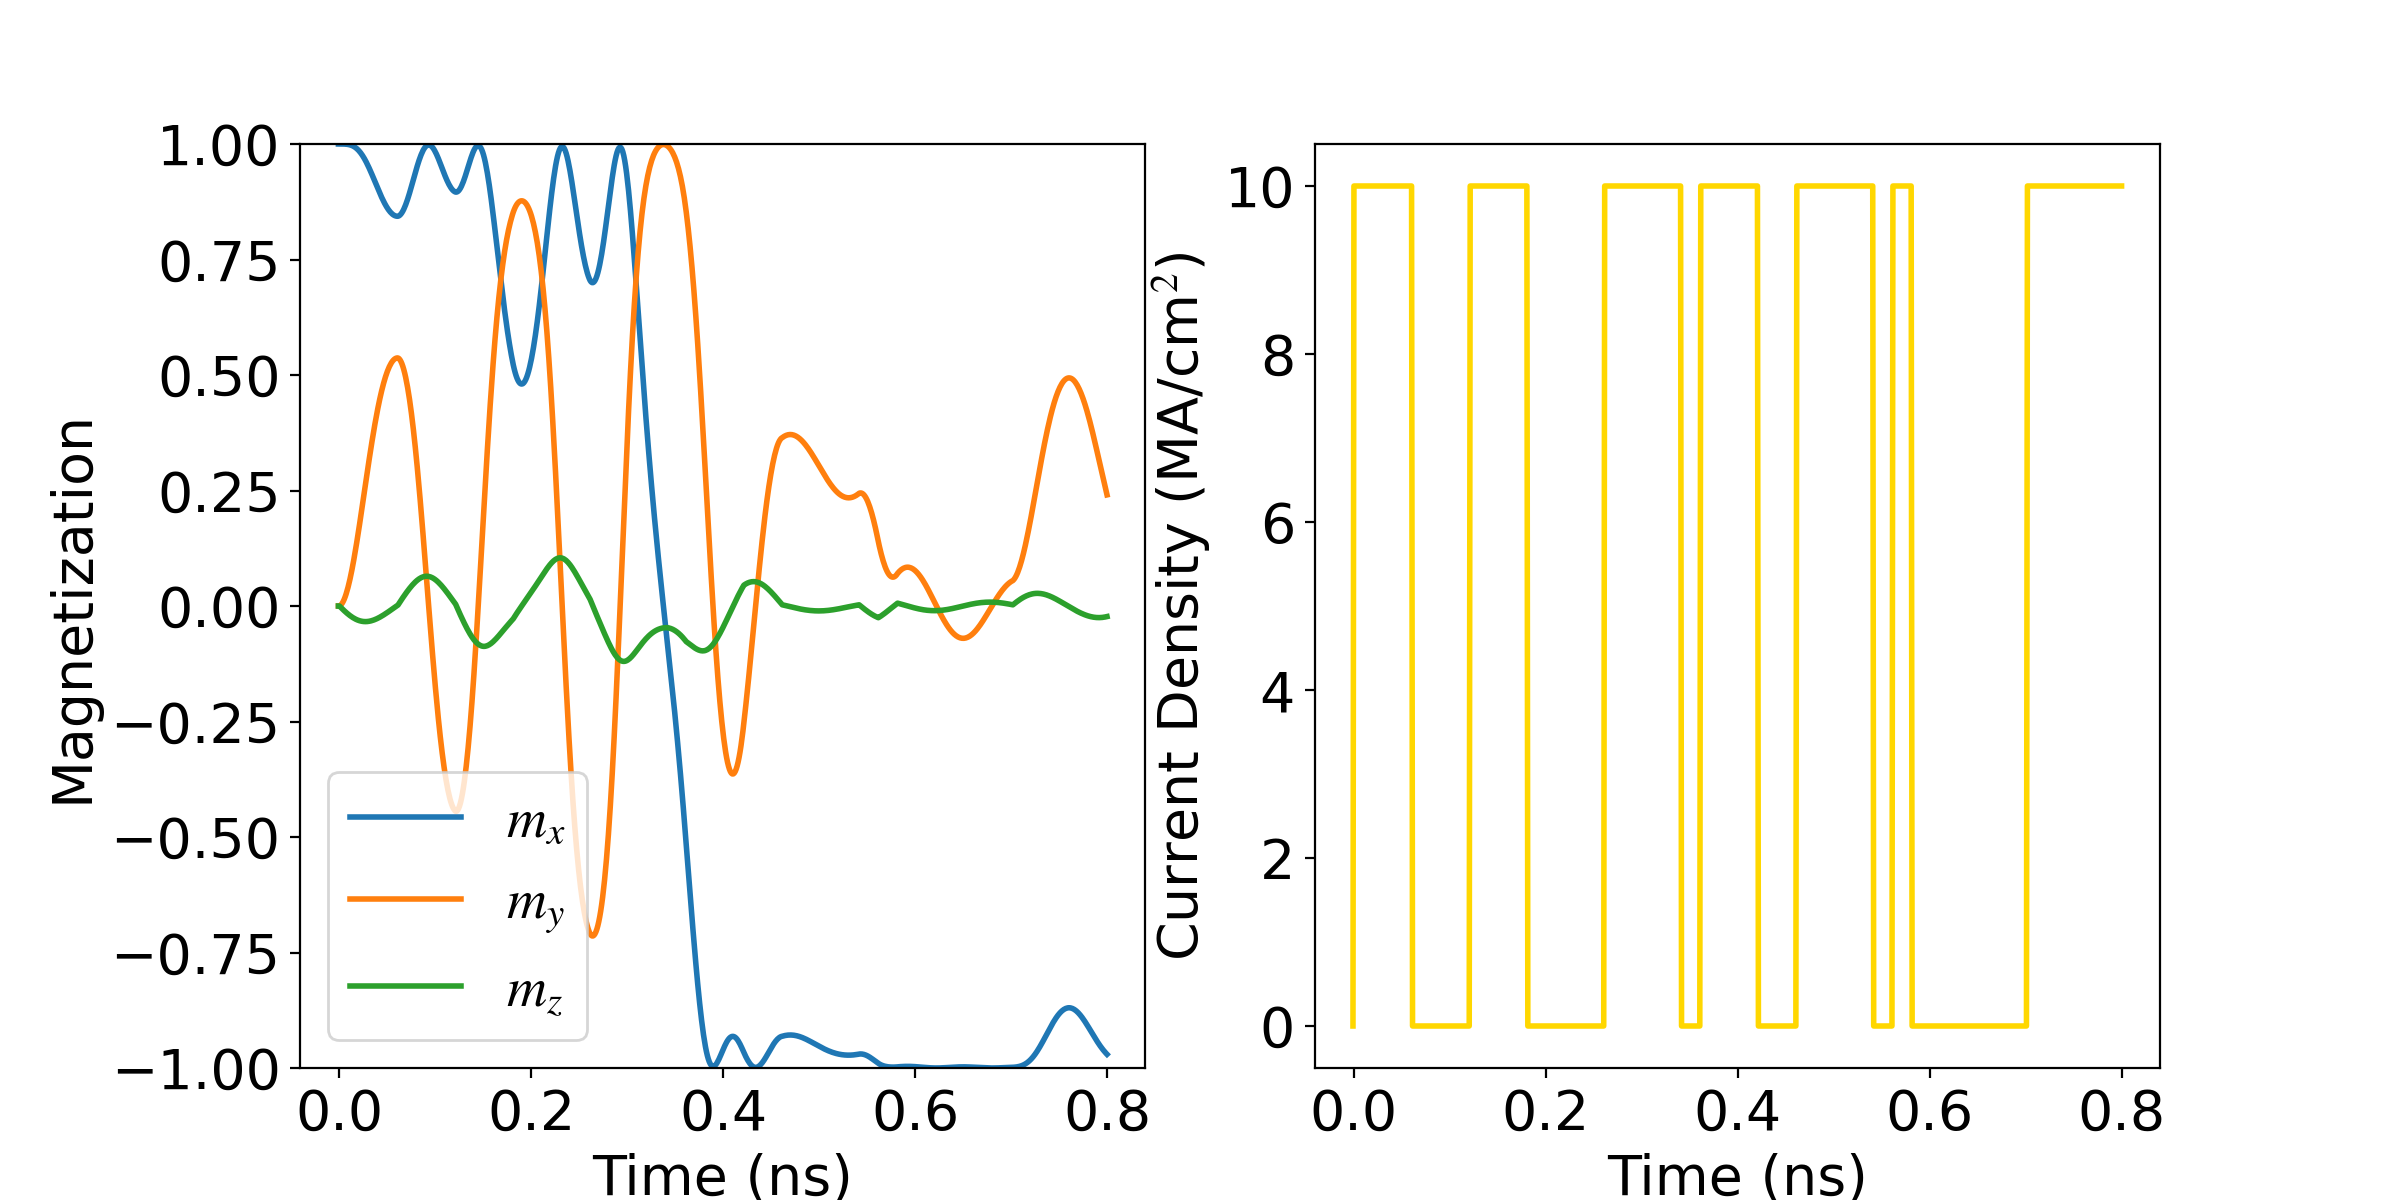 Magnetization
1.00
0.75
0.50
0.25
0.00
−0.25
−0.50
−0.75
−1.00
0.0 0.2 0.4 0.6 0.8
Time (ns)
m_x
m_y
m_z
Current Density (MA/cm²)
10
8
6
4
2
0
0.0 0.2 0.4 0.6 0.8
Time (ns)